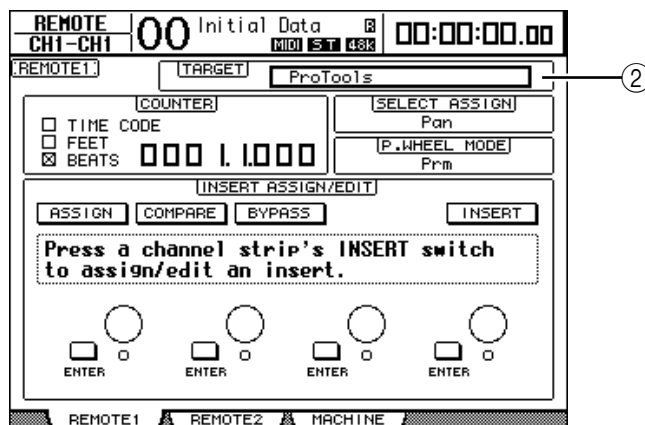 REMOTE
CH1-CH1
00 Initial Data R
MIDI ST 48K
00:00:00.00
REMOTE1
TARGET
ProTools
2
COUNTER
TIME CODE
FEET
BEATS
000 1. 1.000
SELECT ASSIGN
Pan
P.WHEEL MODE
Prm
INSERT ASSIGN/EDIT
ASSIGN COMPARE BYPASS INSERT
Press a channel strip's INSERT switch
to assign/edit an insert.
ENTER ENTER ENTER ENTER
REMOTE1 REMOTE2 MACHINE